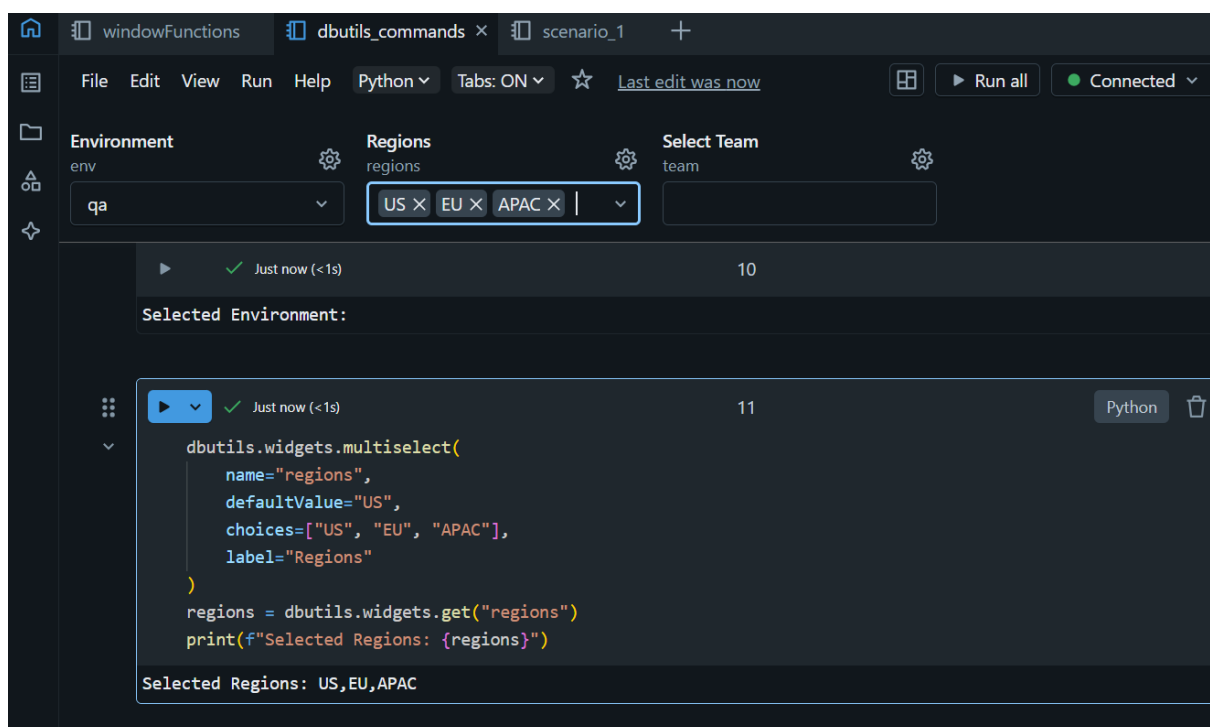 windowFunctions dbutils_commands × scenario_1 +
File Edit View Run Help Python Tabs: ON Last edit was now Run all Connected
Environment Regions Select Team
env regions team
qa US × EU × APAC ×
Just now (<1s) 10
Selected Environment:
Just now (<1s) 11 Python
dbutils.widgets.multiselect(
name="regions",
defaultValue="US",
choices=["US", "EU", "APAC"],
label="Regions"
)
regions = dbutils.widgets.get("regions")
print(f"Selected Regions: {regions}")
Selected Regions: US,EU,APAC